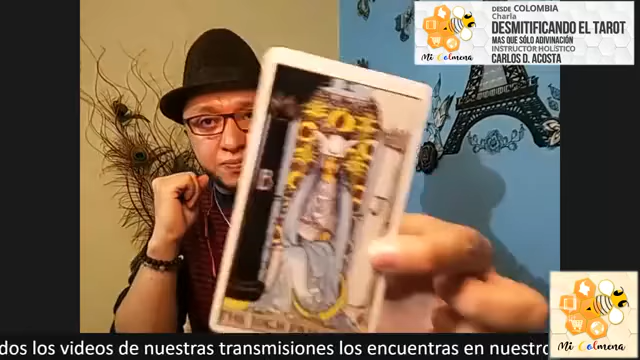 DESDE COLOMBIA
Charla
DESMITIFICANDO EL TAROT
MAS QUE SÓLO ADIVINACIÓN
INSTRUCTOR HOLÍSTICO
CARLOS D. ACOSTA
Mi Colmena
B
J
dos los videos de nuestras transmisiones los encuentras en nuestro
Mi Colmena